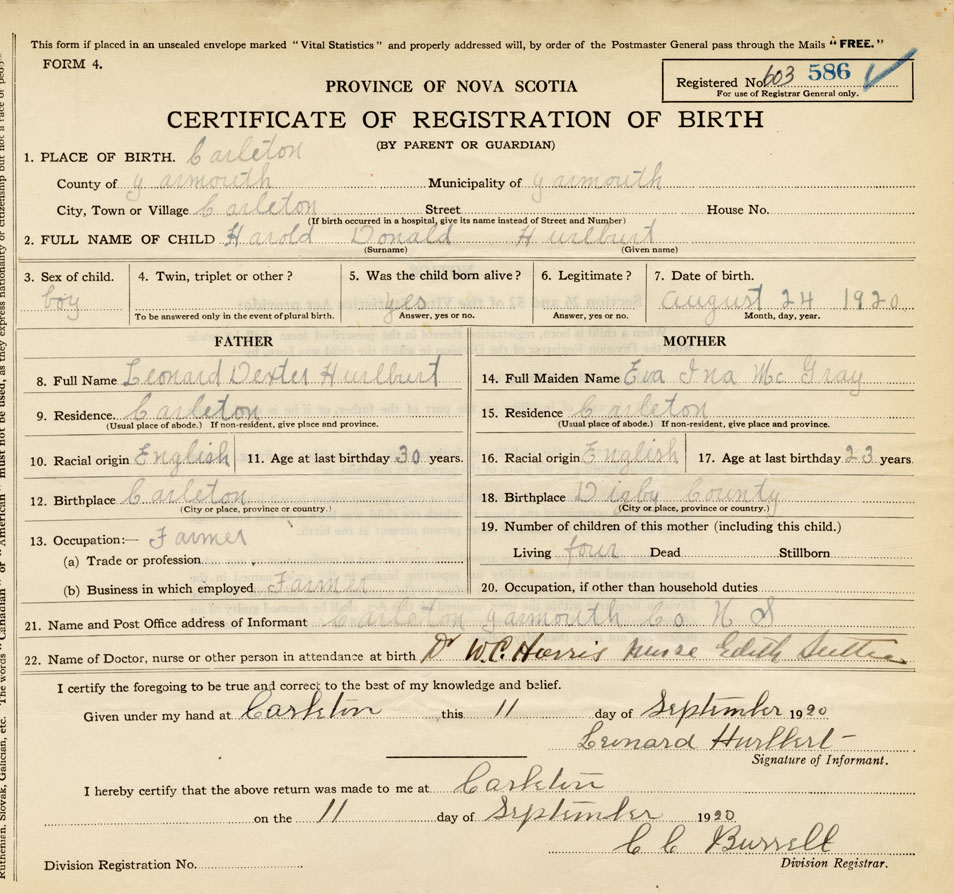 This form if placed in an unsealed envelope marked "Vital Statistics" and properly addressed will, by order of the Postmaster General pass through the Mails "FREE."
FORM 4.
Registered No. 603 586
For use of Registrar General only.
PROVINCE OF NOVA SCOTIA
CERTIFICATE OF REGISTRATION OF BIRTH
(BY PARENT OR GUARDIAN)
1. PLACE OF BIRTH. Carleton
County of Yarmouth Municipality of Yarmouth
City, Town or Village Carleton Street House No.
(If birth occurred in a hospital, give its name instead of Street and Number)
2. FULL NAME OF CHILD Harold Donald Hurlburt
(Surname) (Given name)
3. Sex of child. 4. Twin, triplet or other? 5. Was the child born alive? 6. Legitimate? 7. Date of birth.
boy yes August 24 1920
To be answered only in the event of plural birth. Answer, yes or no. Answer, yes or no. Month, day, year.
FATHER
8. Full Name Leonard Dexter Hurlburt
9. Residence. Carleton
(Usual place of abode.) If non-resident, give place and province.
10. Racial origin English 11. Age at last birthday 30 years.
12. Birthplace Carleton
(City or place, province or country.)
13. Occupation:— Farmer
(a) Trade or profession
(b) Business in which employed Farmer
MOTHER
14. Full Maiden Name Eva Ina McGray
15. Residence Carleton
(Usual place of abode.) If non-resident, give place and province.
16. Racial origin English 17. Age at last birthday 23 years.
18. Birthplace Digby County
(City or place, province or country.)
19. Number of children of this mother (including this child.)
Living four Dead Stillborn
20. Occupation, if other than household duties
21. Name and Post Office address of Informant Carleton Yarmouth Co N S
22. Name of Doctor, nurse or other person in attendance at birth Dr W.C. Harris nurse Edith
I certify the foregoing to be true and correct to the best of my knowledge and belief.
Given under my hand at Carleton this 11 day of September 1920
Leonard Hurlbert
Signature of Informant.
I hereby certify that the above return was made to me at Carleton
on the 11 day of September 1920
C C Burrell
Division Registration No. Division Registrar.